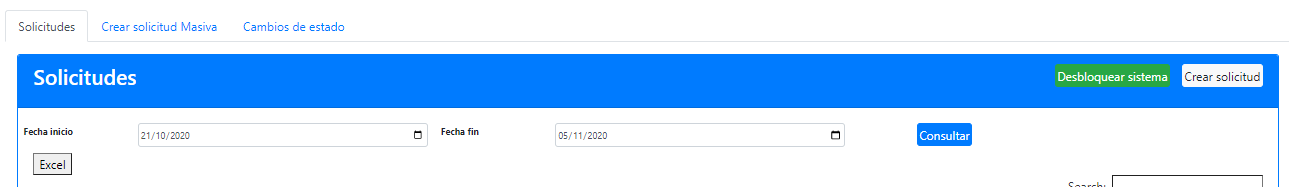 Solicitudes Crear solicitud Masiva Cambios de estado
Solicitudes Desbloquear sistema Crear solicitud
Fecha inicio 21/10/2020 Fecha fin 05/11/2020 Consultar
Excel
Search: